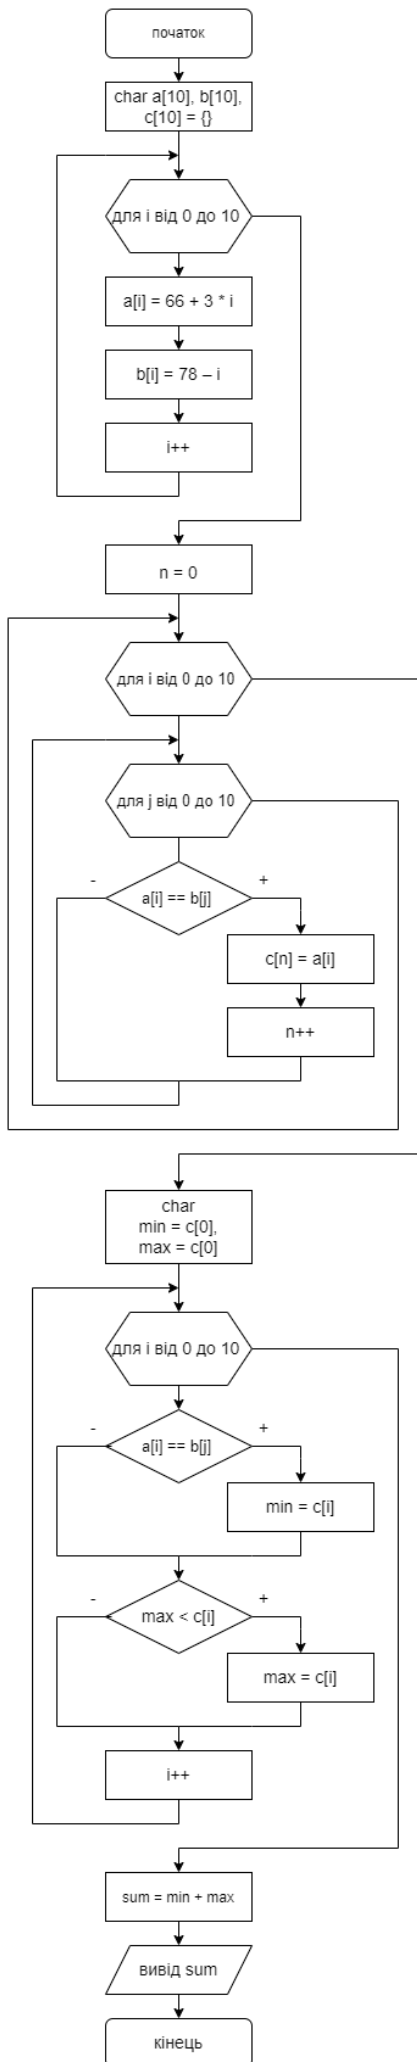 початок
char a[10], b[10],
c[10] = {}
для i від 0 до 10
a[i] = 66 + 3 * i
b[i] = 78 – i
i++
n = 0
для i від 0 до 10
для j від 0 до 10
-
a[i] == b[j]
+
c[n] = a[i]
n++
char
min = c[0],
max = c[0]
для i від 0 до 10
-
a[i] == b[j]
+
min = c[i]
-
max < c[i]
+
max = c[i]
i++
sum = min + max
вивід sum
кінець